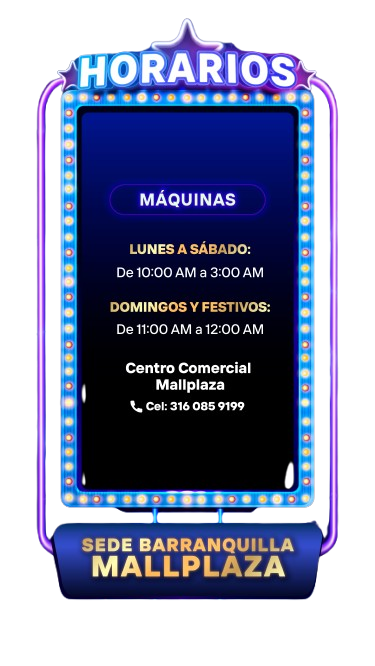 HORARIOS
MÁQUINAS
LUNES A SÁBADO:
De 10:00 AM a 3:00 AM
DOMINGOS Y FESTIVOS:
De 11:00 AM a 12:00 AM
Centro Comercial
Mallplaza
Cel: 316 085 9199
SEDE BARRANQUILLA
MALLPLAZA